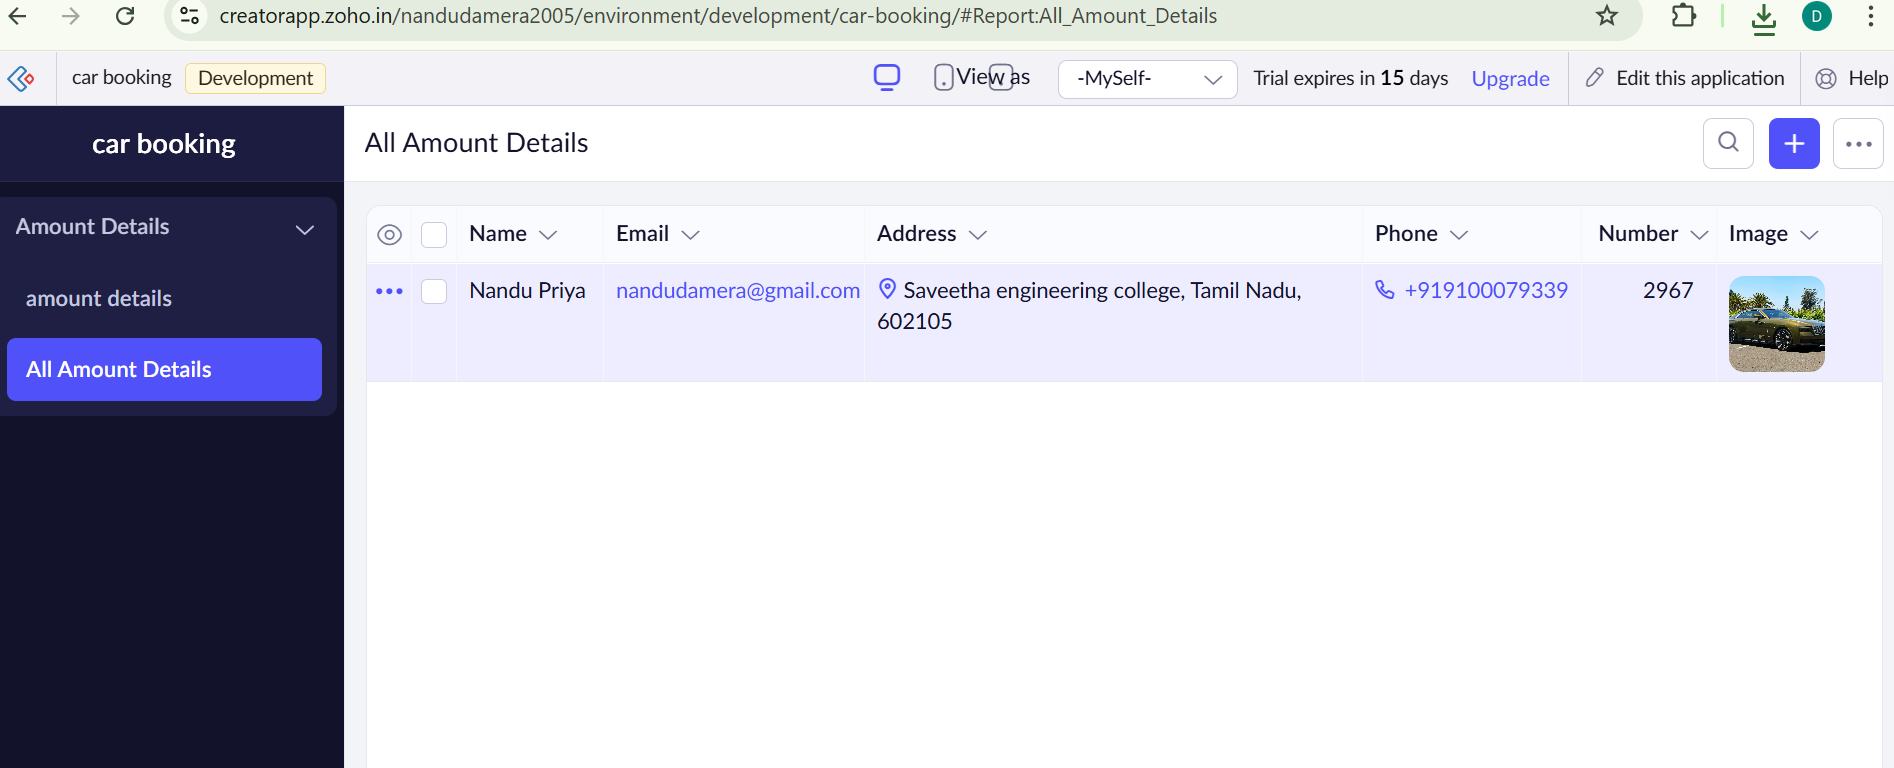 creatorapp.zoho.in/nandudamera2005/environment/development/car-booking/#Report:All_Amount_Details
D
car booking
Development
View as
-MySelf-
Trial expires in 15 days
Upgrade
Edit this application
Help
car booking
Amount Details
amount details
All Amount Details
All Amount Details
Name Email Address Phone Number Image
Nandu Priya nandudamera@gmail.com Saveetha engineering college, Tamil Nadu, +919100079339 2967
602105